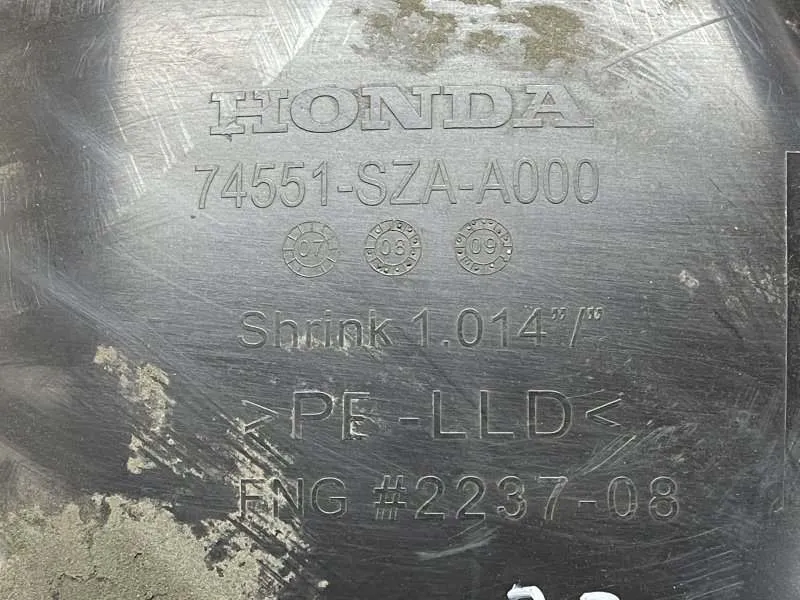 HONDA
74551-SZA-A000
07 08 09
Shrink 1.014”/“
>PE-LLD<
ENG #2237-08